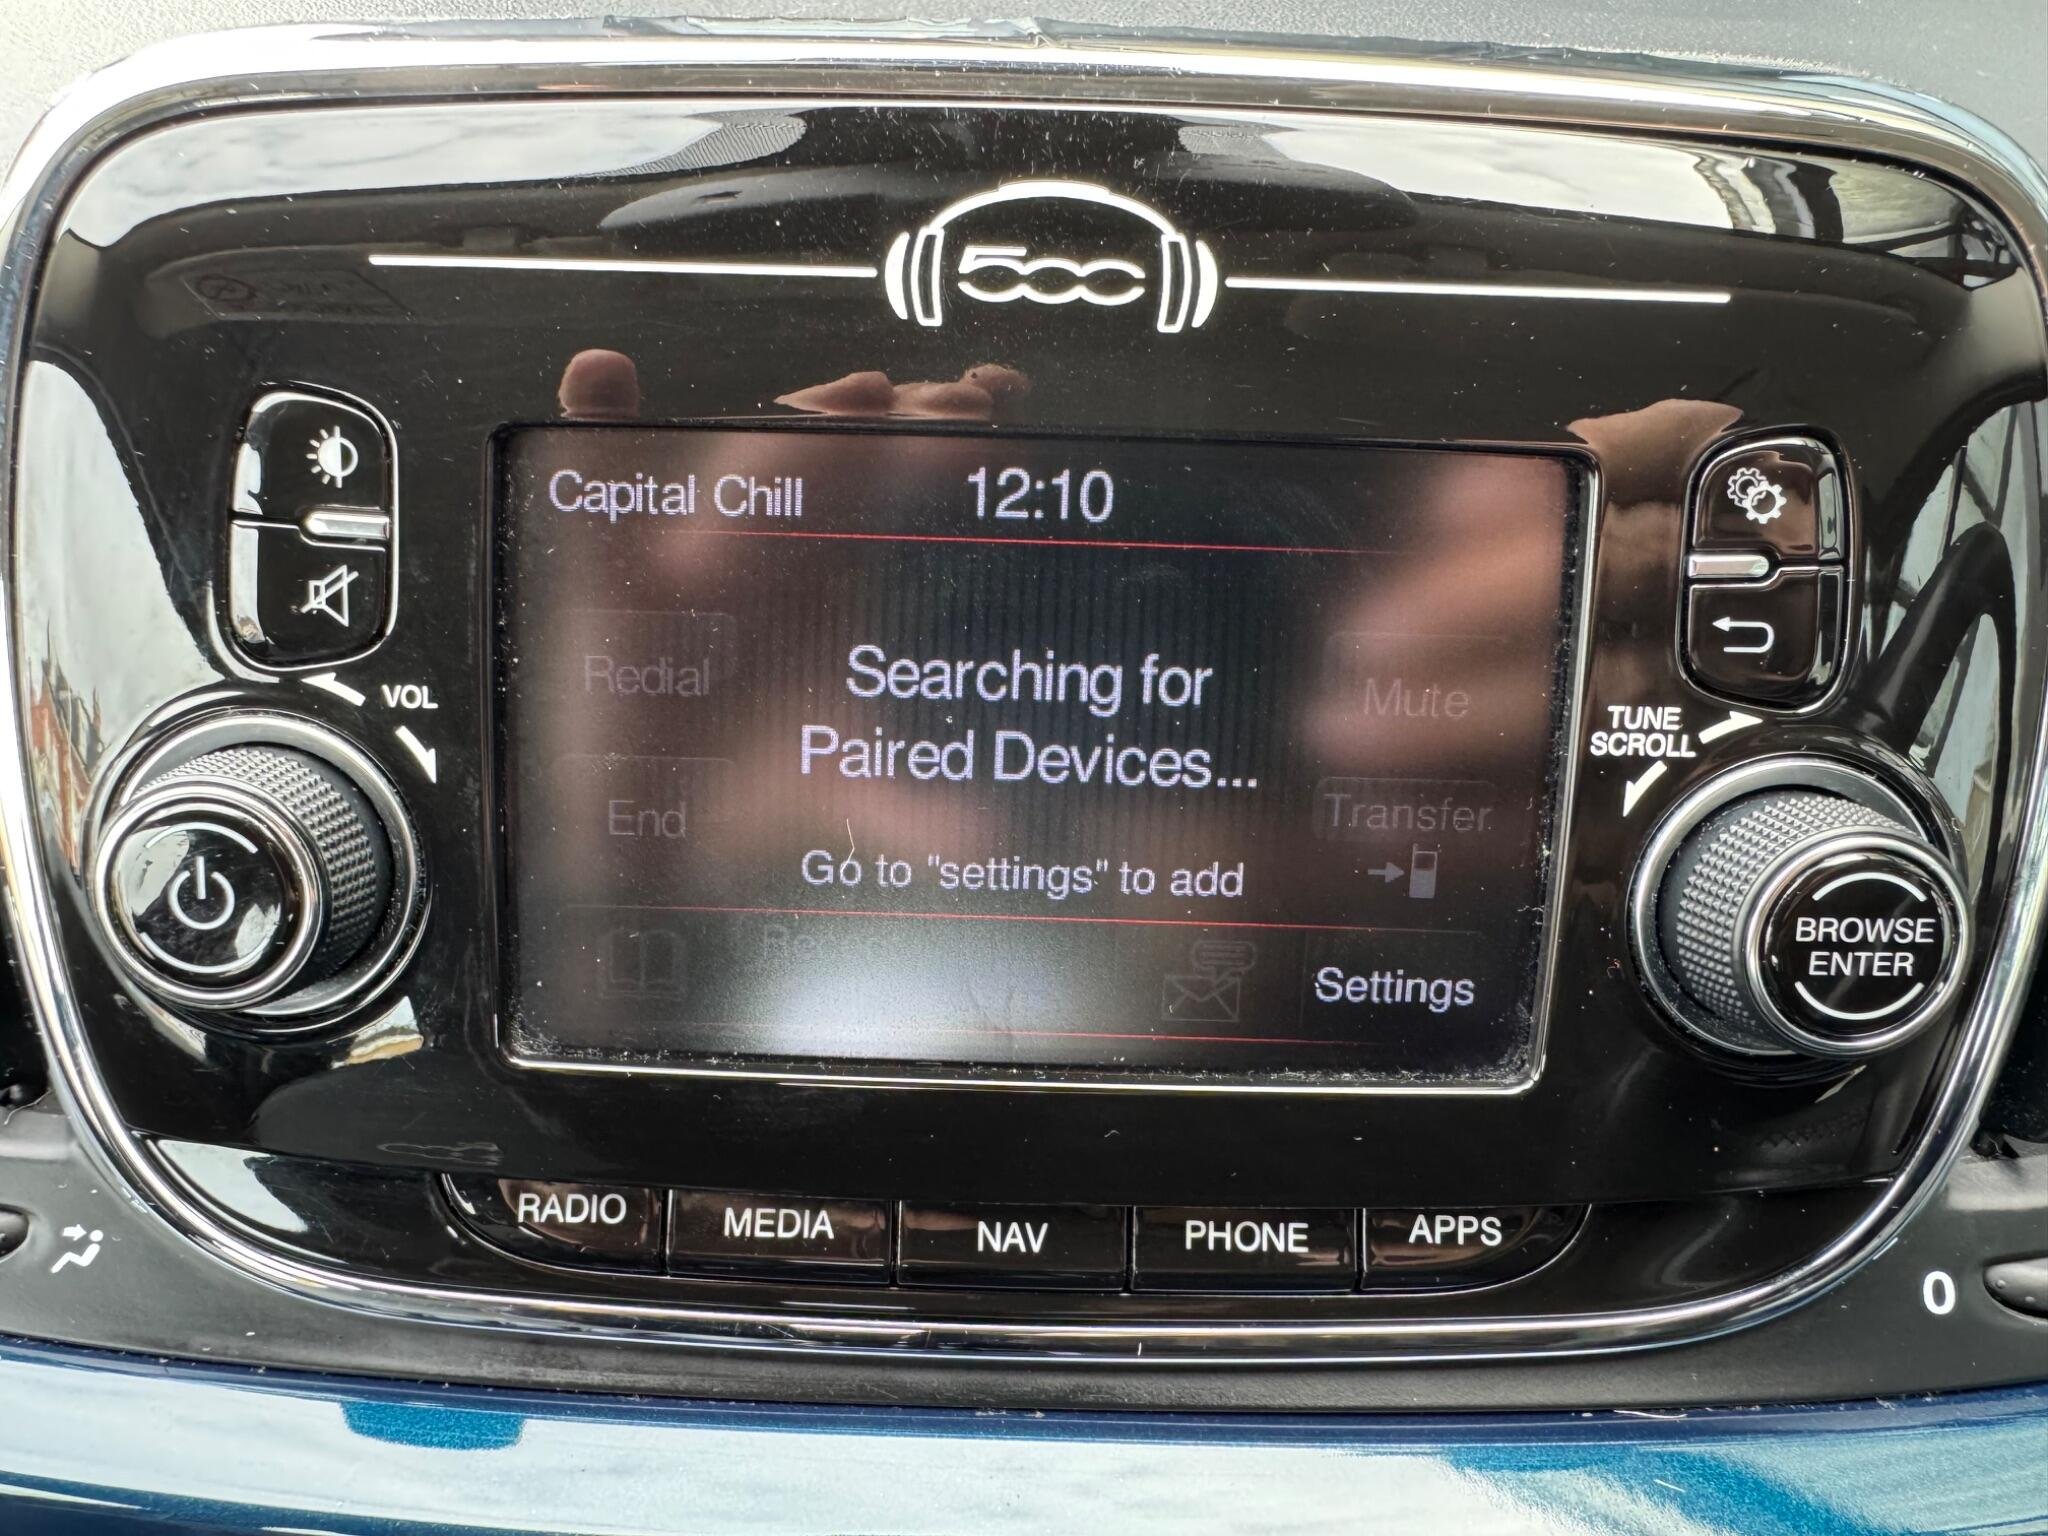 500
Capital Chill 12:10
Redial
Searching for
Paired Devices...
Mute
End
Transfer
Go to "settings" to add
Settings
VOL
TUNE
SCROLL
BROWSE
ENTER
RADIO MEDIA NAV PHONE APPS
0